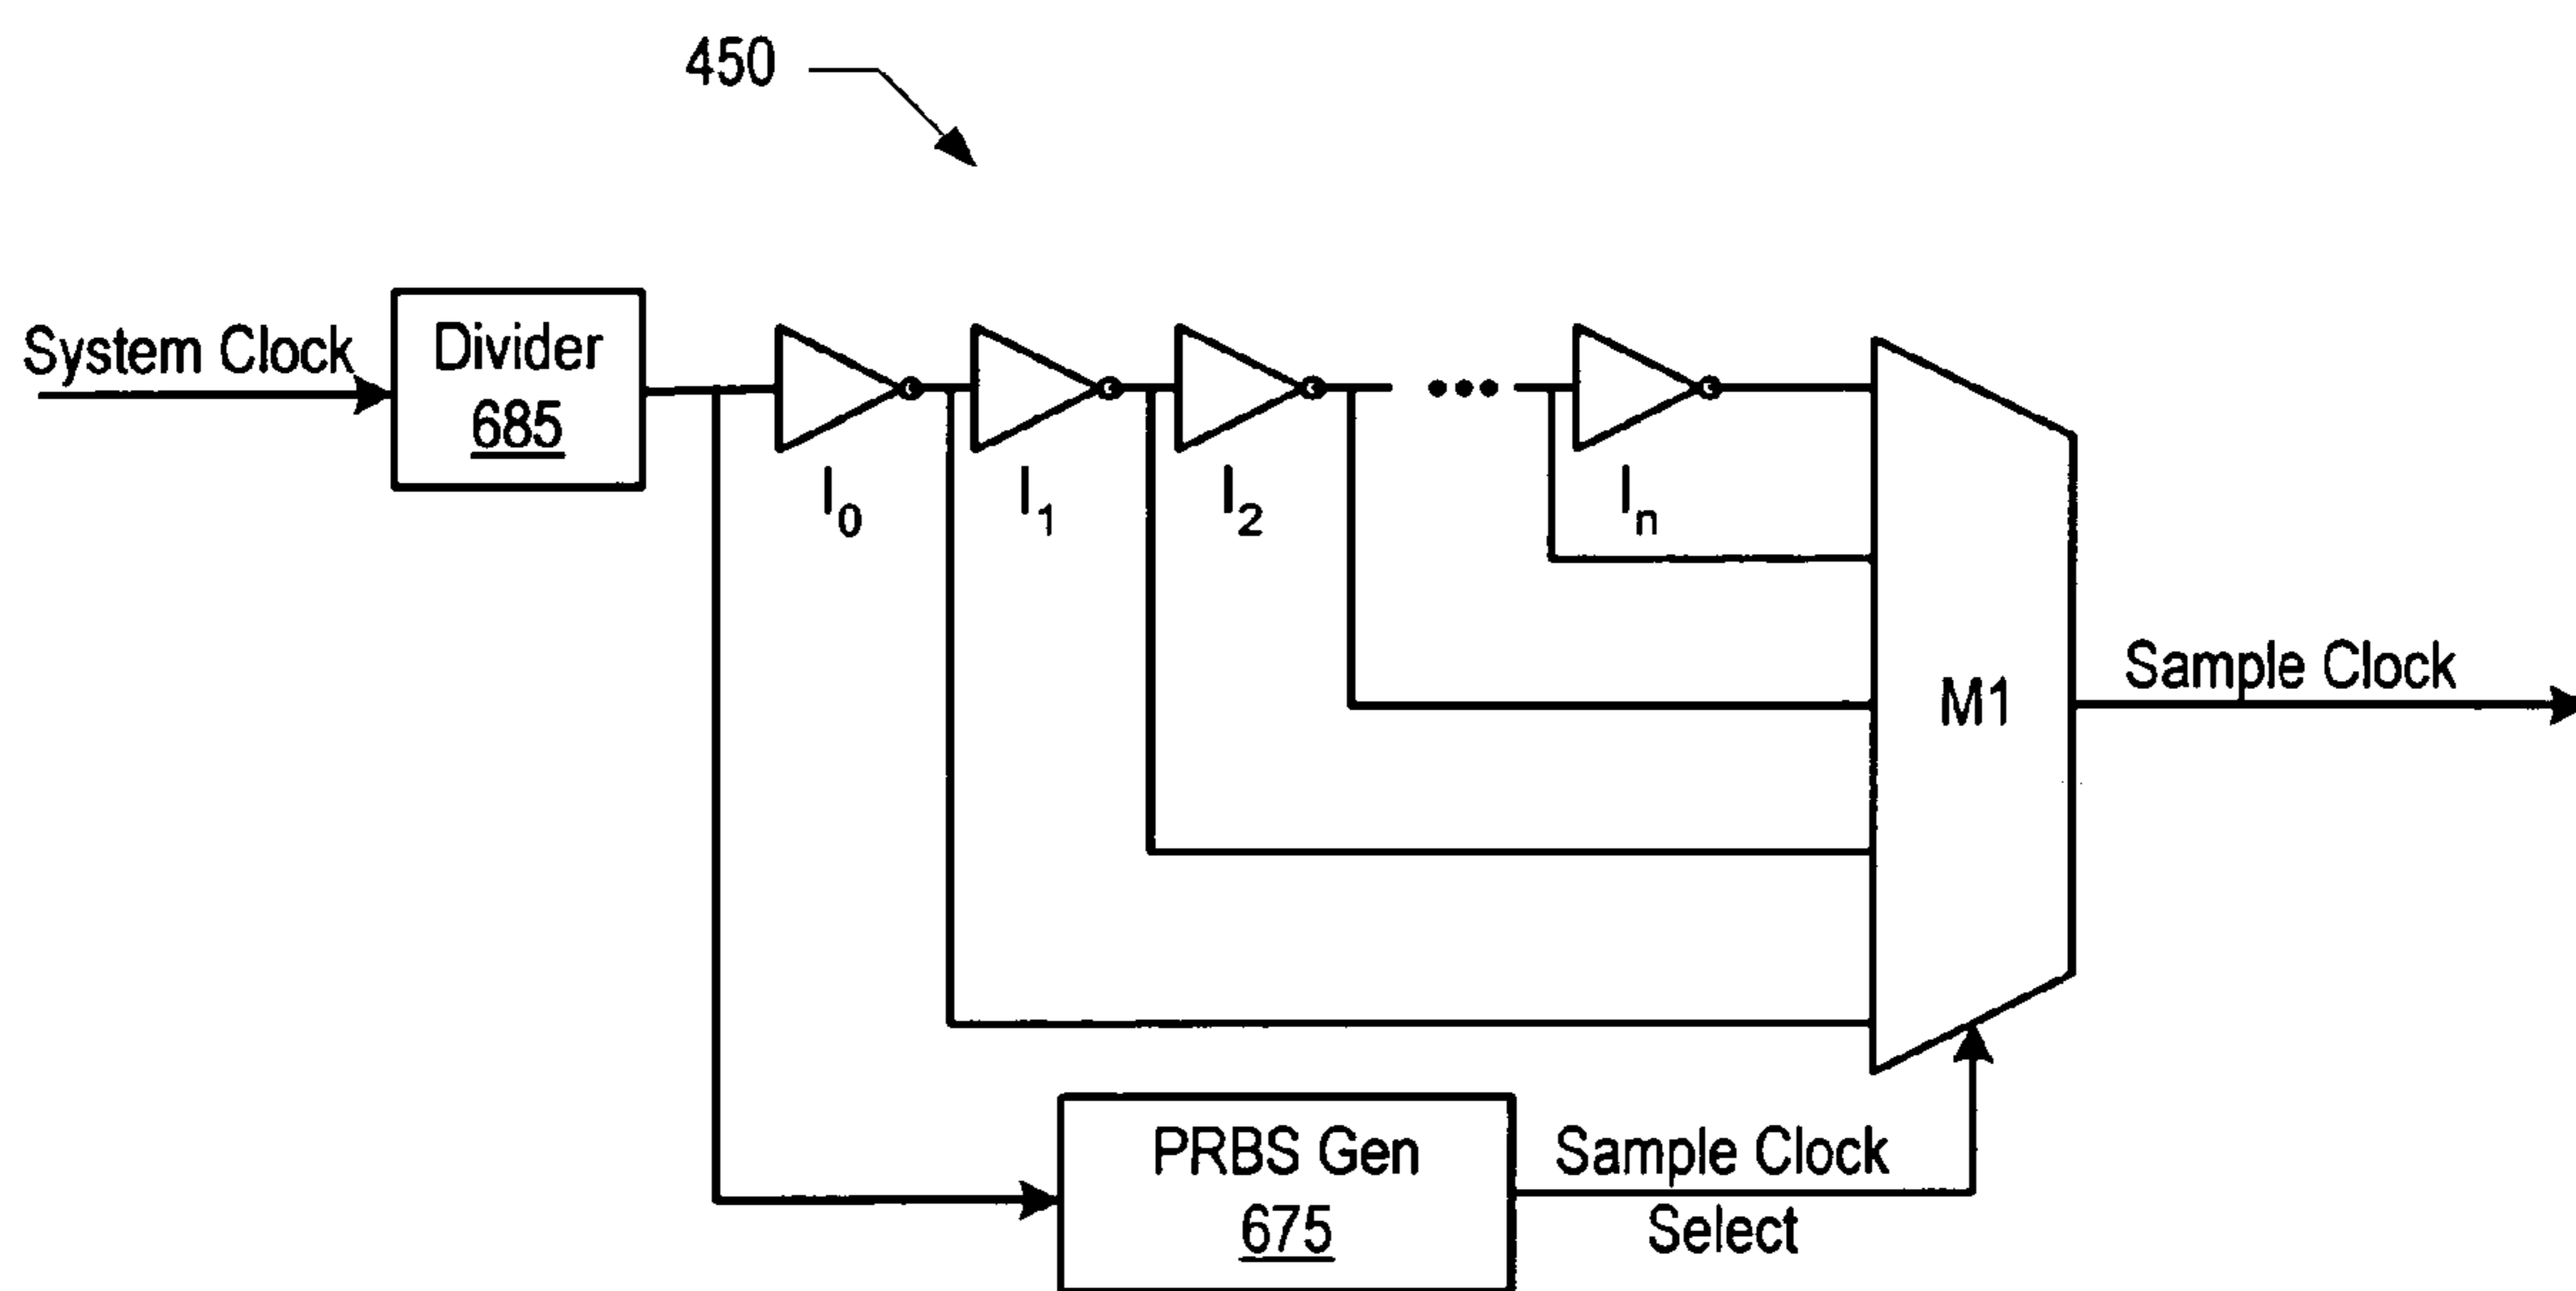 450
System Clock
Divider
685
I0
I1
I2
In
M1
Sample Clock
PRBS Gen
675
Sample Clock
Select